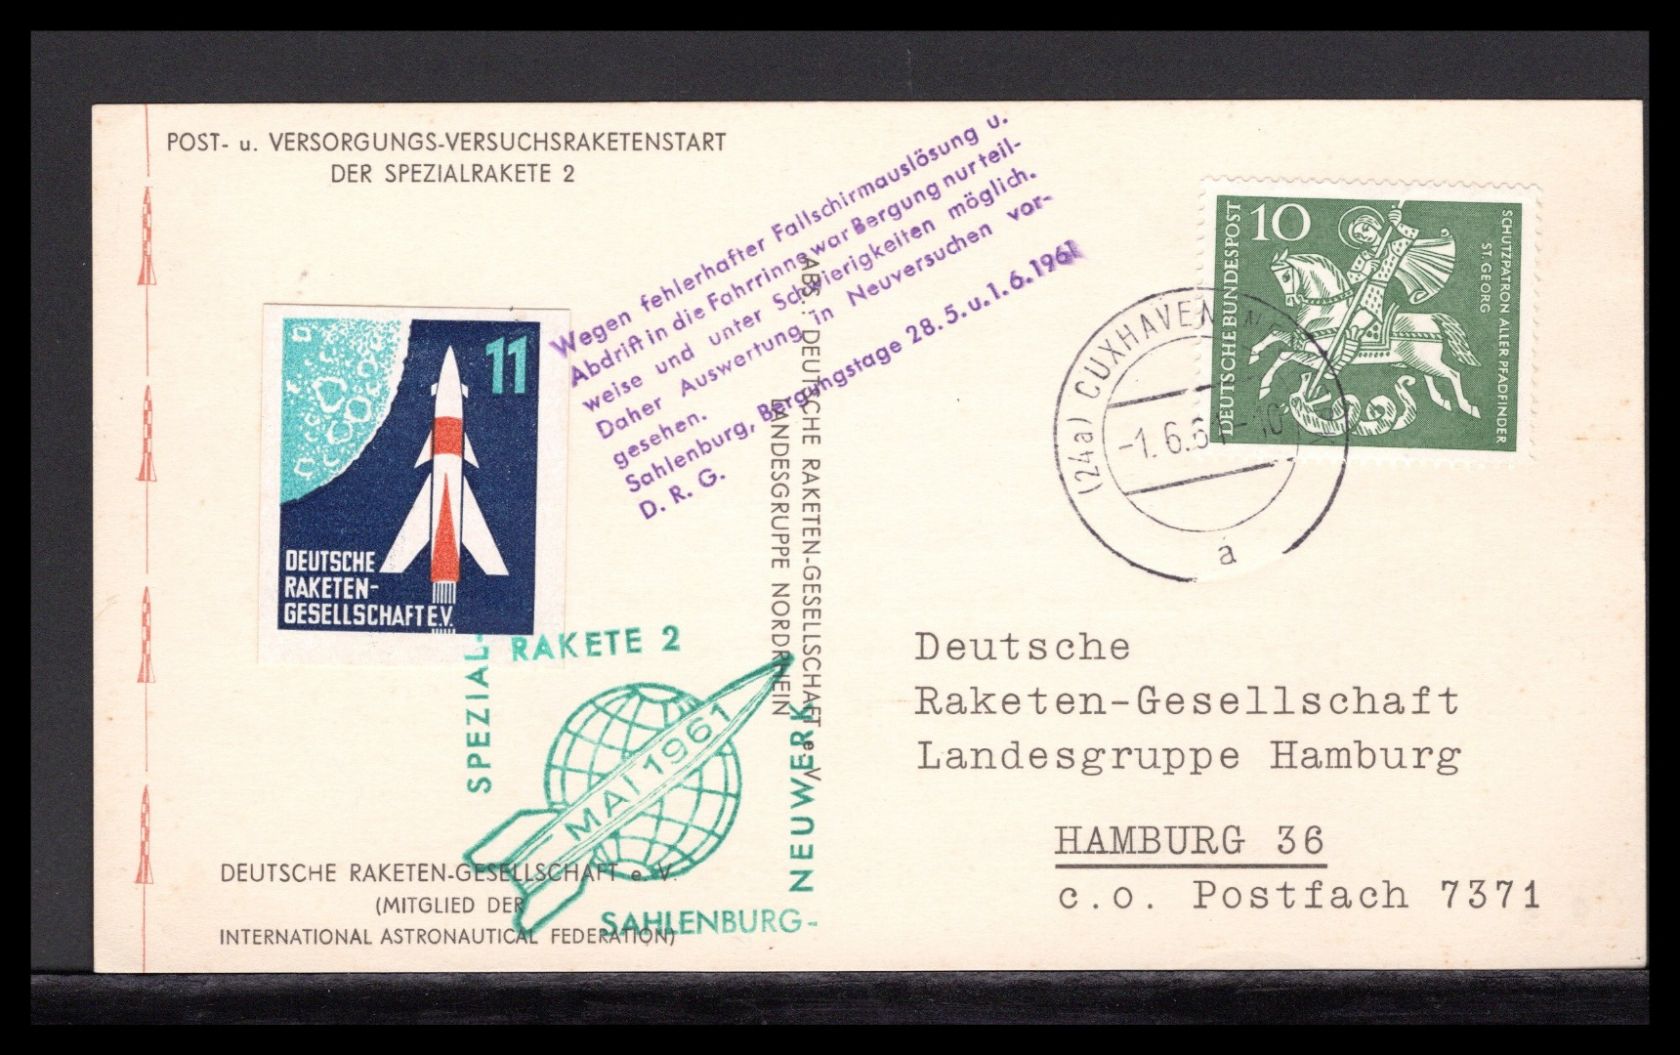 POST- u. VERSORGUNGS-VERSUCHSRAKETENSTART
DER SPEZIALRAKETE 2
Wegen fehlerhafter Fallschirmauslösung u.
Abdrift in die Fahrrinne war Bergung nur teil-
weise und unter Schwierigkeiten möglich.
Daher Auswertung in Neuversuchen vor-
gesehen.
Sahlenburg, Bergungstage 28.5.u.1.6.1961
D. R. G.
10
DEUTSCHE BUNDESPOST
SCHUTZPATRON ALLER PFADFINDER
ST. GEORG
(24a) CUXHAVEN
-1.6.61-10
a
11
DEUTSCHE
RAKETEN-
GESELLSCHAFT E.V.
ABS.: DEUTSCHE RAKETEN-GESELLSCHAFT e. V.
LANDESGRUPPE NORDRHEIN
SPEZIAL-
RAKETE 2
MAI 1961
SAHLENBURG-
NEUWERK
Deutsche
Raketen-Gesellschaft
Landesgruppe Hamburg
HAMBURG 36
c.o. Postfach 7371
DEUTSCHE RAKETEN-GESELLSCHAFT e. V.
(MITGLIED DER
INTERNATIONAL ASTRONAUTICAL FEDERATION)